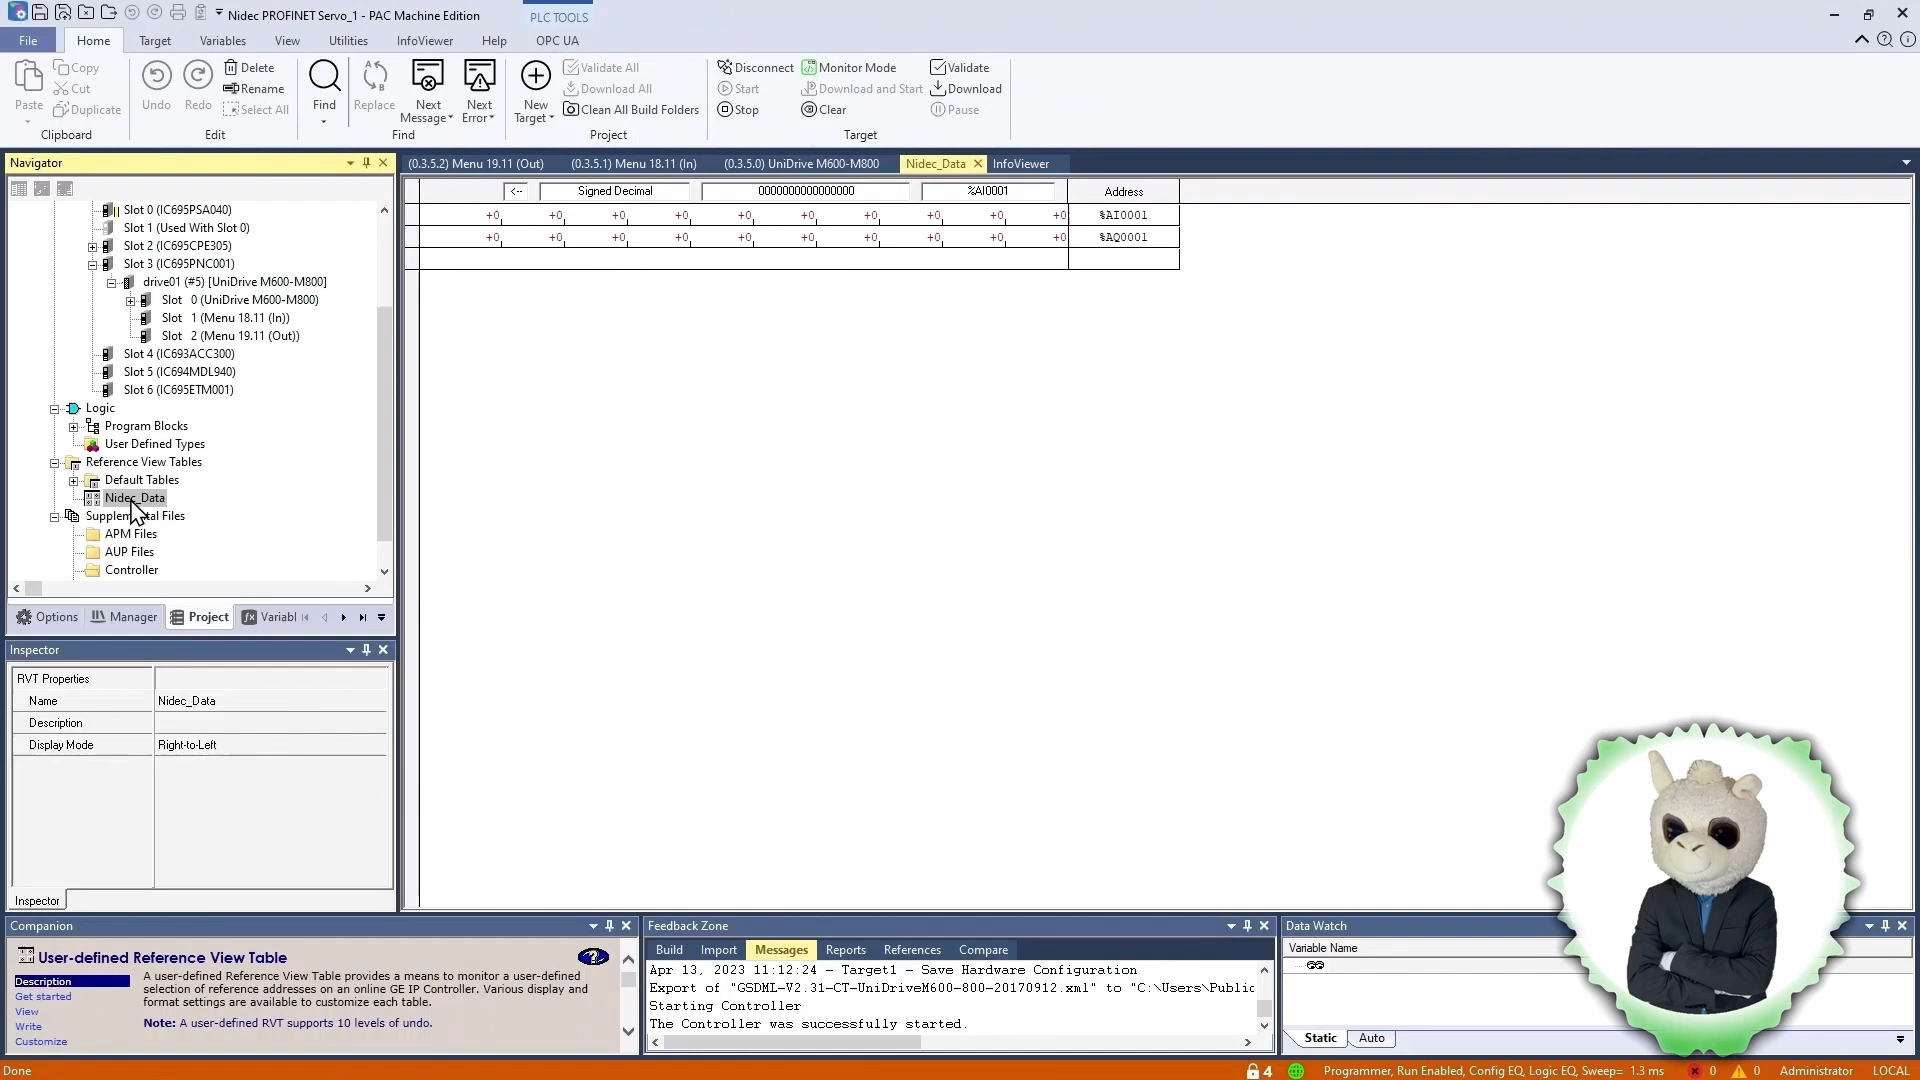 Nidec PROFINET Servo_1 - PAC Machine Edition
PLC TOOLS
File Home Target Variables View Utilities InfoViewer Help OPC UA
Paste Copy Cut Duplicate
Clipboard
Undo Redo Delete Rename Select All
Edit
Find Replace Next Message Next Error
Find
New Target Validate All Download All Clean All Build Folders
Project
Disconnect Monitor Mode Validate
Start Download and Start Download
Stop Clear Pause
Target
Navigator
Slot 0 (IC695PSA040)
Slot 1 (Used With Slot 0)
Slot 2 (IC695CPE305)
Slot 3 (IC695PNC001)
drive01 (#5) [UniDrive M600-M800]
Slot 0 (UniDrive M600-M800)
Slot 1 (Menu 18.11 (In))
Slot 2 (Menu 19.11 (Out))
Slot 4 (IC693ACC300)
Slot 5 (IC694MDL940)
Slot 6 (IC695ETM001)
Logic
Program Blocks
User Defined Types
Reference View Tables
Default Tables
Nidec_Data
Supplemental Files
APM Files
AUP Files
Controller
Options Manager Project Variabl
(0.3.5.2) Menu 19.11 (Out) (0.3.5.1) Menu 18.11 (In) (0.3.5.0) UniDrive M600-M800 Nidec_Data InfoViewer
<-- Signed Decimal 0000000000000000 %AI0001 Address
+0 +0 +0 +0 +0 +0 +0 +0 +0 +0 %AI0001
+0 +0 +0 +0 +0 +0 +0 +0 +0 +0 %AQ0001
Inspector
RVT Properties
Name Nidec_Data
Description
Display Mode Right-to-Left
Inspector
Companion
User-defined Reference View Table
Description
Get started
View
Write
Customize
A user-defined Reference View Table provides a means to monitor a user-defined
selection of reference addresses on an online GE IP Controller. Various display and
format settings are available to customize each table.
Note: A user-defined RVT supports 10 levels of undo.
Feedback Zone
Build Import Messages Reports References Compare
Apr 13, 2023 11:12:24 - Target1 - Save Hardware Configuration
Export of "GSDML-V2.31-CT-UniDriveM600-800-20170912.xml" to "C:\Users\Public
Starting Controller
The Controller was successfully started.
Data Watch
Variable Name
Static Auto
Done
4 Programmer, Run Enabled, Config EQ, Logic EQ, Sweep= 1.3 ms 0 0 Administrator LOCAL